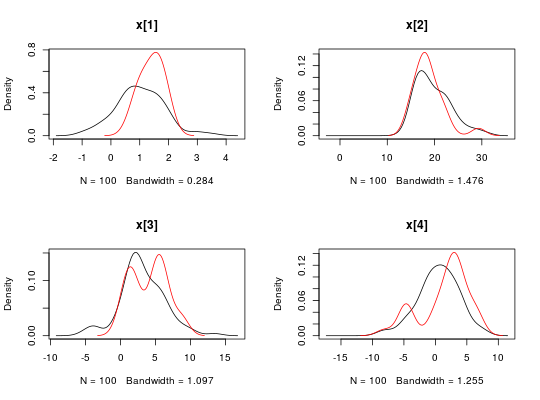 x[1]
x[2]
Density
0.0 0.4 0.8
Density
0.00 0.06 0.12
-2 -1 0 1 2 3 4
0 10 20 30
N = 100 Bandwidth = 0.284
N = 100 Bandwidth = 1.476
x[3]
x[4]
Density
0.00 0.10
Density
0.00 0.06 0.12
-10 -5 0 5 10 15
-15 -10 -5 0 5 10
N = 100 Bandwidth = 1.097
N = 100 Bandwidth = 1.255